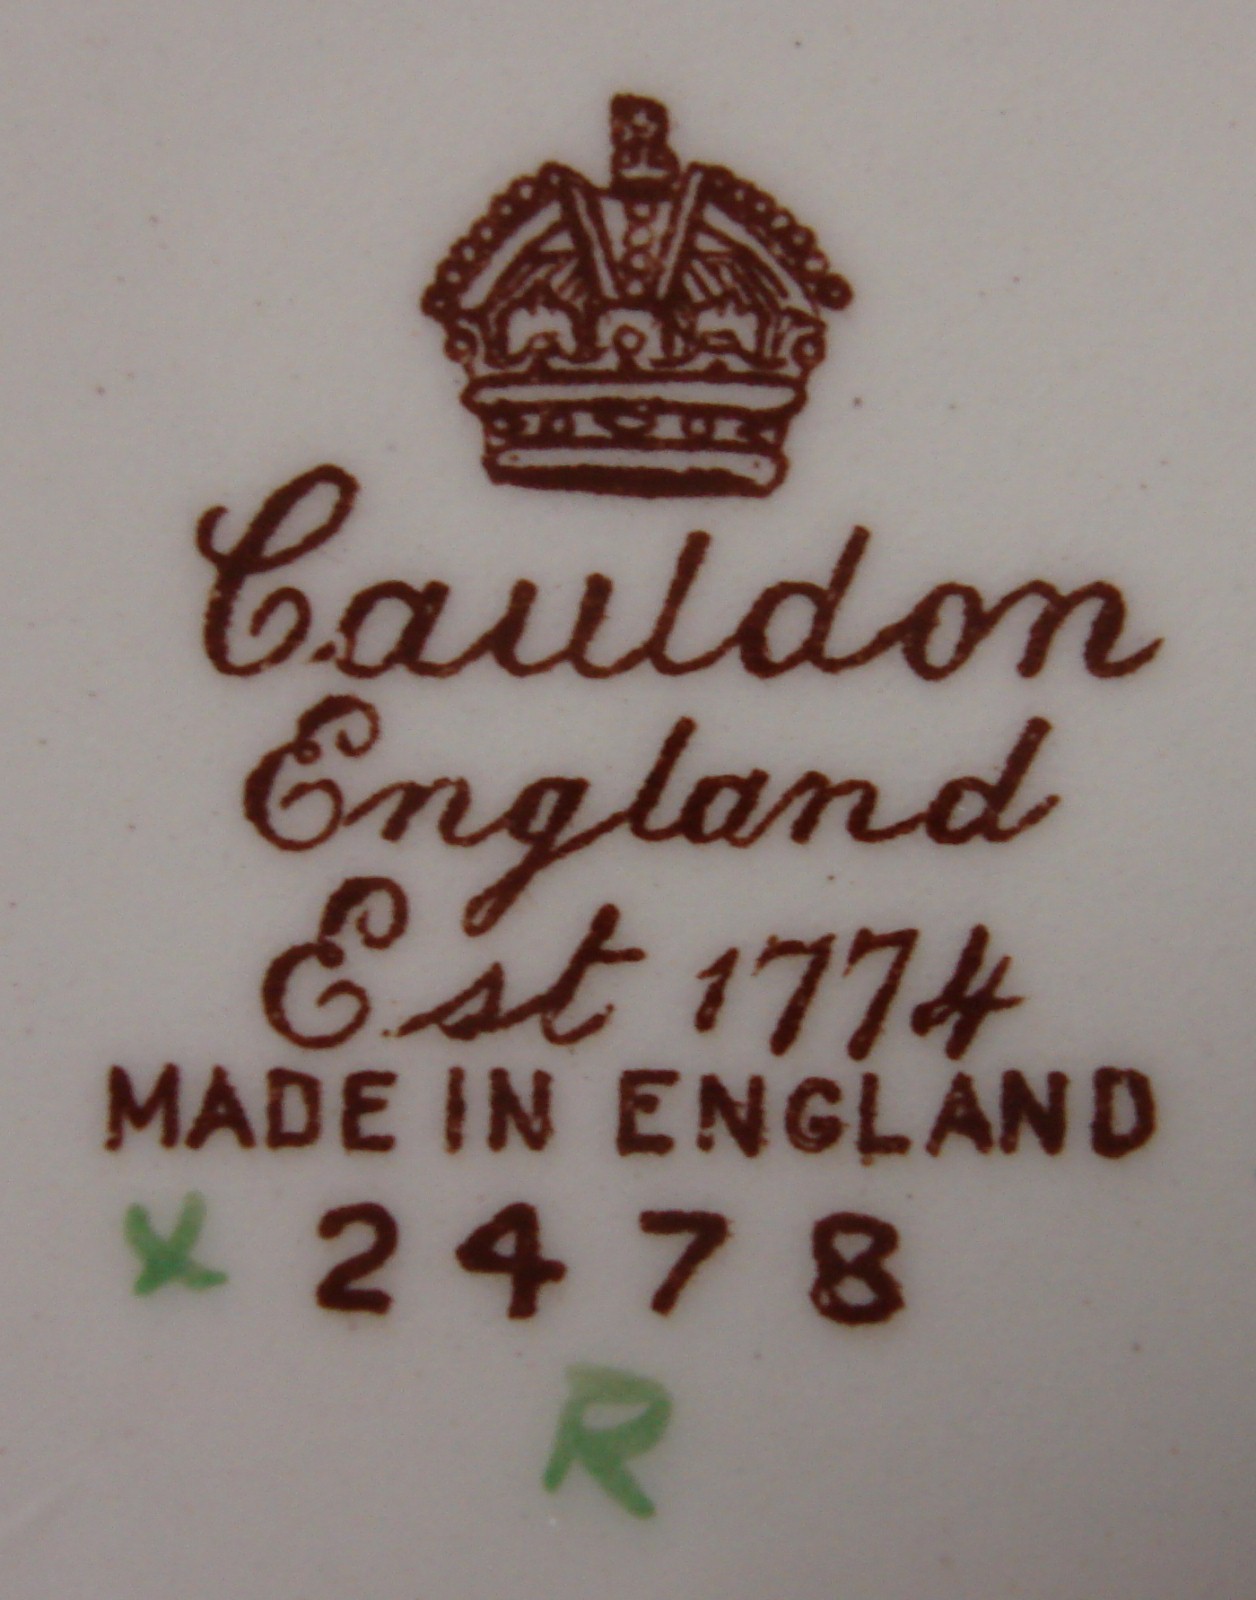 Cauldon
England
Est 1774
MADE IN ENGLAND
X 2478
R